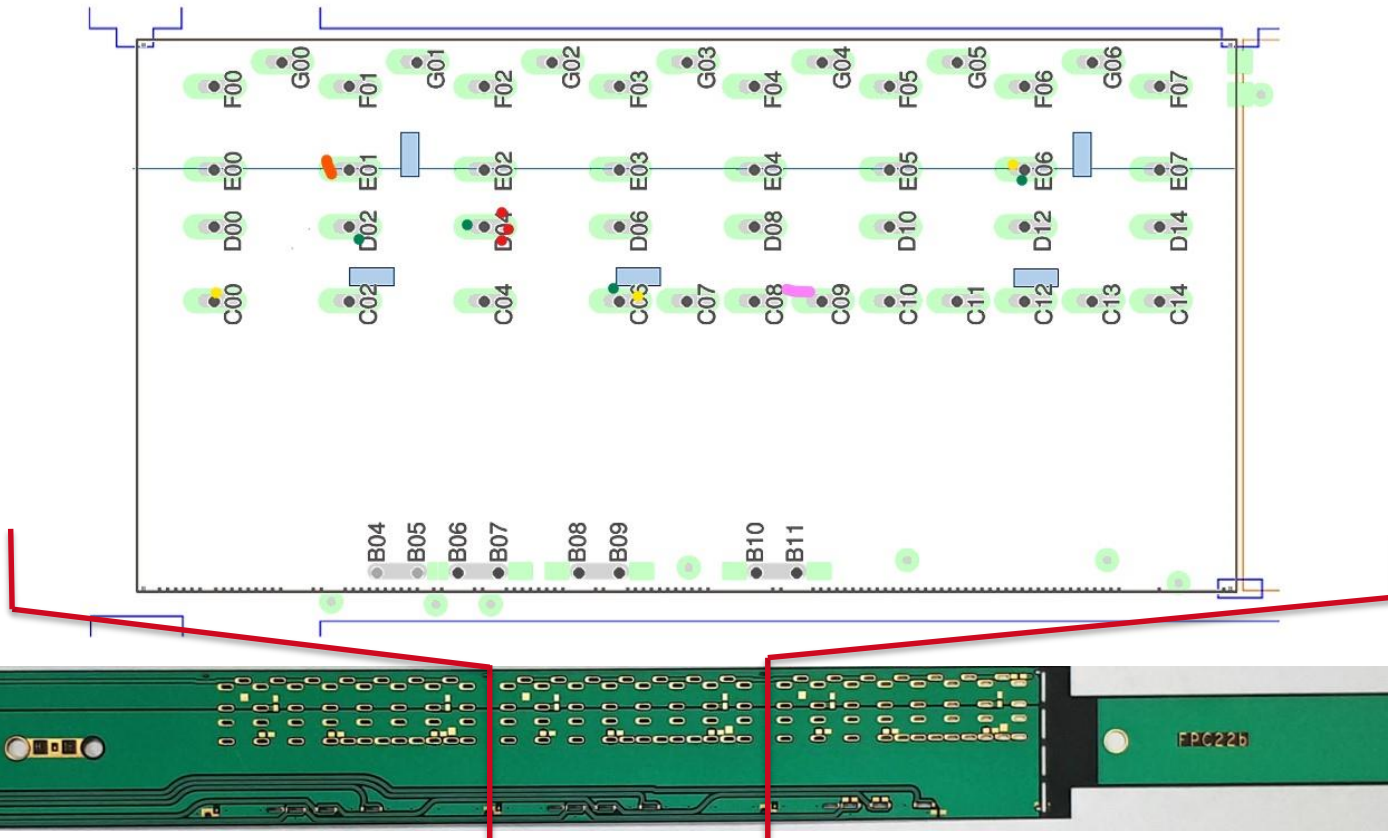 G00 G01 G02 G03 G04 G05 G06
F00 F01 F02 F03 F04 F05 F06 F07
E00 E01 E02 E03 E04 E05 E06 E07
D00 D02 D04 D06 D08 D10 D12 D14
C00 C02 C04 C06 C07 C08 C09 C10 C11 C12 C13 C14
B04 B05 B06 B07 B08 B09 B10 B11
FPC22b